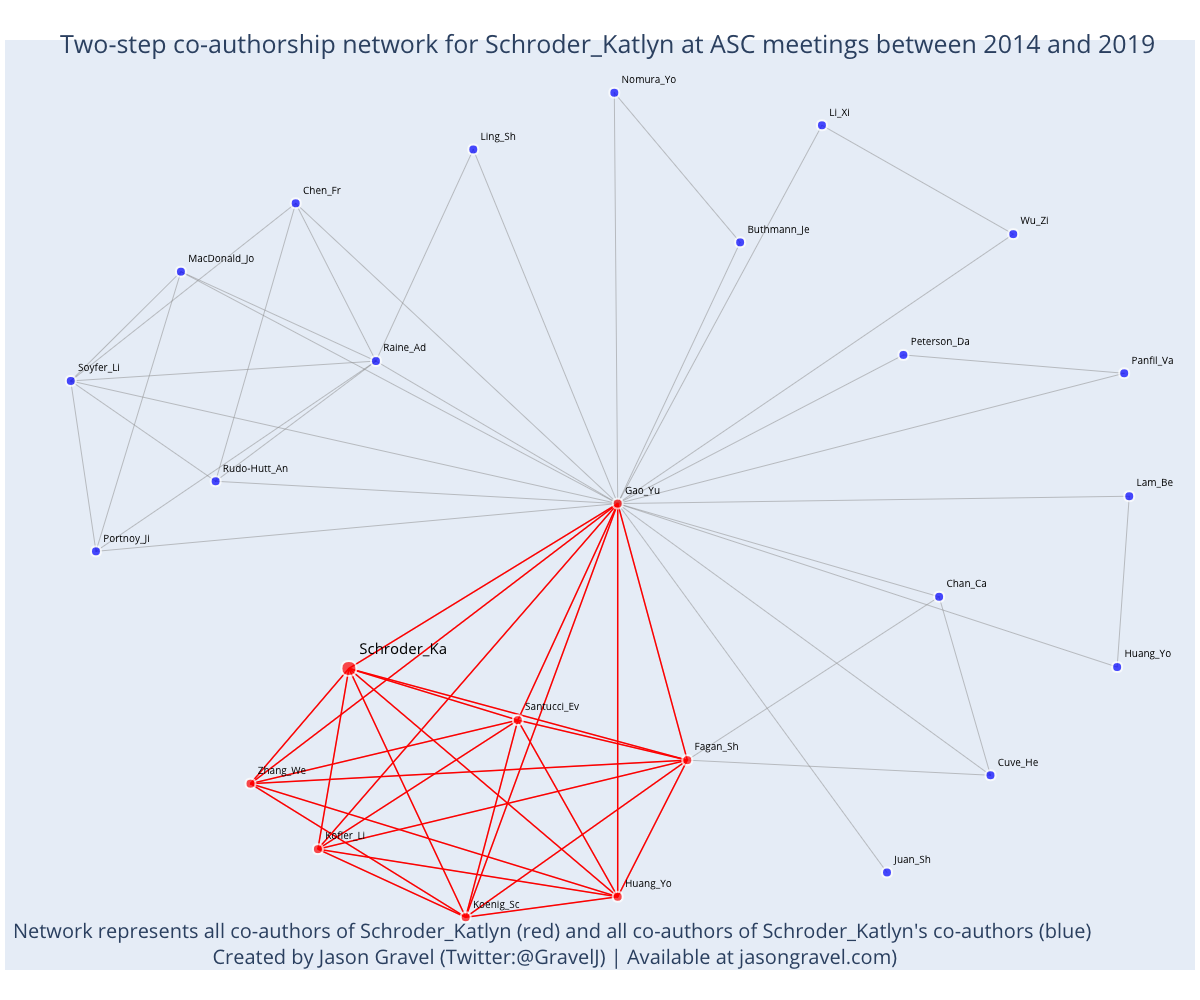 Two-step co-authorship network for Schroder_Katlyn at ASC meetings between 2014 and 2019
Nomura_Yo
Li_Xi
Ling_Sh
Chen_Fr
Wu_Zi
Buthmann_Je
MacDonald_Jo
Peterson_Da
Raine_Ad
Panfil_Va
Soyfer_Li
Rudo-Hutt_An
Lam_Be
Gao_Yu
Portnoy_Ji
Chan_Ca
Schroder_Ka
Huang_Yo
Santucci_Ev
Fagan_Sh
Cuve_He
Zhang_We
Kofler_Li
Juan_Sh
Huang_Yo
Koenig_Sc
Network represents all co-authors of Schroder_Katlyn (red) and all co-authors of Schroder_Katlyn's co-authors (blue)
Created by Jason Gravel (Twitter:@GravelJ) | Available at jasongravel.com)